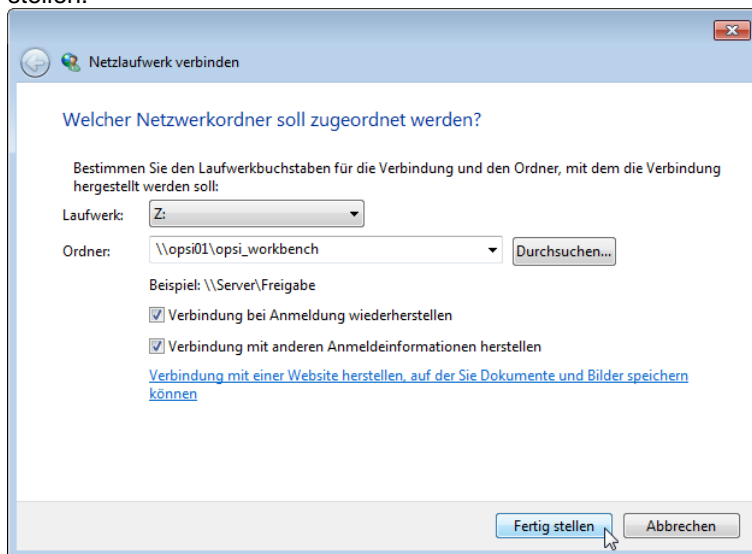 stellen.
Netzlaufwerk verbinden
Welcher Netzwerkordner soll zugeordnet werden?
Bestimmen Sie den Laufwerkbuchstaben für die Verbindung und den Ordner, mit dem die Verbindung
hergestellt werden soll:
Laufwerk: Z:
Ordner: \\opsi01\opsi_workbench Durchsuchen...
Beispiel: \\Server\Freigabe
Verbindung bei Anmeldung wiederherstellen
Verbindung mit anderen Anmeldeinformationen herstellen
Verbindung mit einer Website herstellen, auf der Sie Dokumente und Bilder speichern
können
Fertig stellen Abbrechen